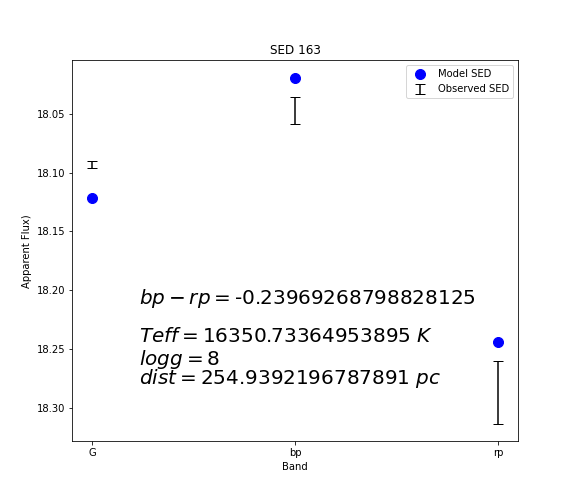 SED 163
Model SED
Observed SED
18.05
18.10
18.15
18.20
18.25
18.30
Apparent Flux)
bp − rp = -0.23969268798828125
Teff = 16350.73364953895 K
logg = 8
dist = 254.9392196787891 pc
G bp rp
Band